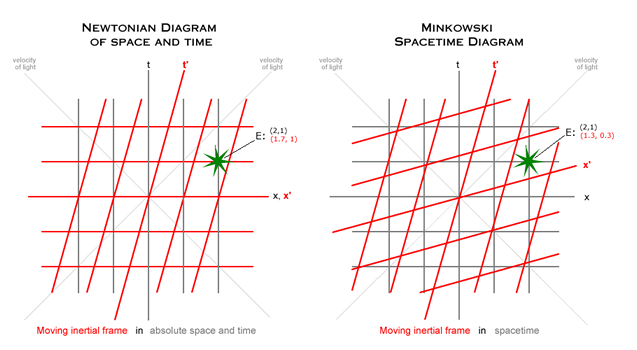 NEWTONIAN DIAGRAM
OF SPACE AND TIME
velocity
of light
t
t'
velocity
of light
E: (2,1)
(1.7, 1)
x, x'
Moving inertial frame in absolute space and time
MINKOWSKI
SPACETIME DIAGRAM
velocity
of light
t
t'
velocity
of light
E: (2,1)
(1.3, 0.3)
x'
x
Moving inertial frame in spacetime